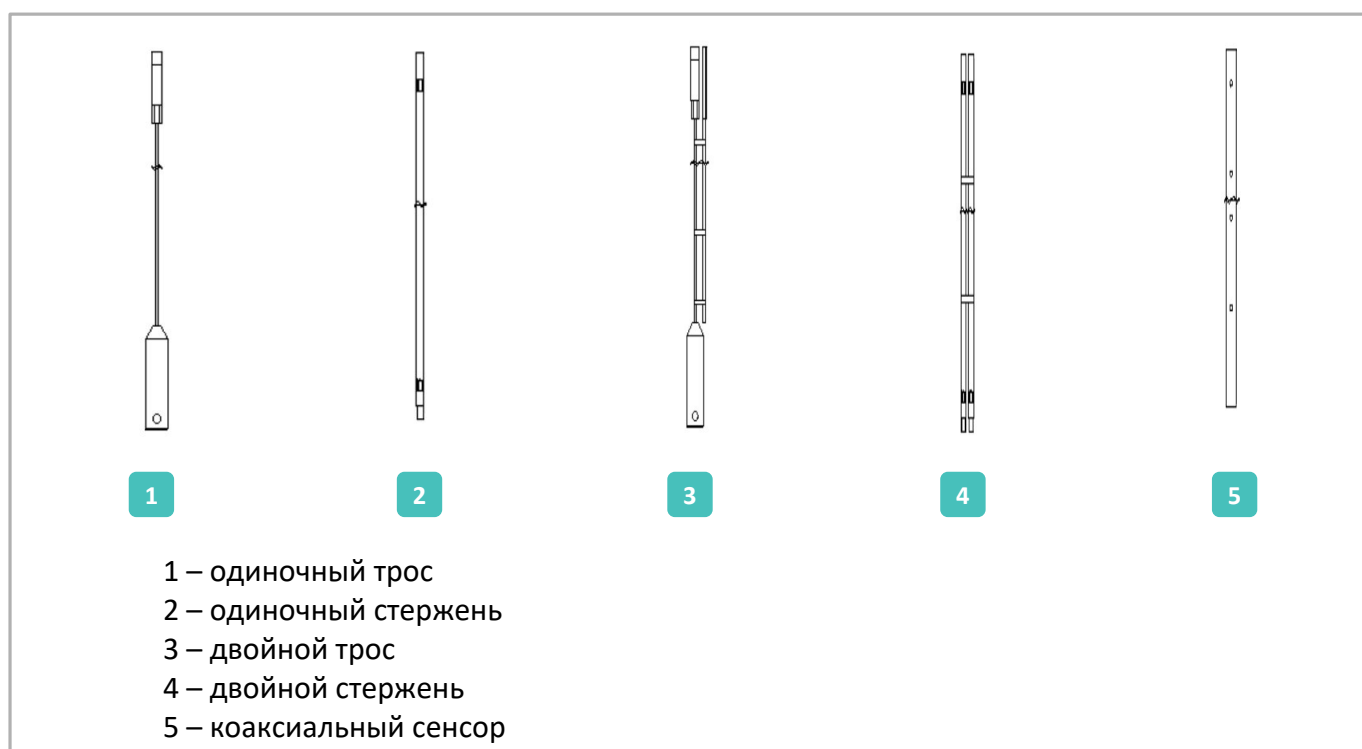 1 2 3 4 5
1 – одиночный трос
2 – одиночный стержень
3 – двойной трос
4 – двойной стержень
5 – коаксиальный сенсор